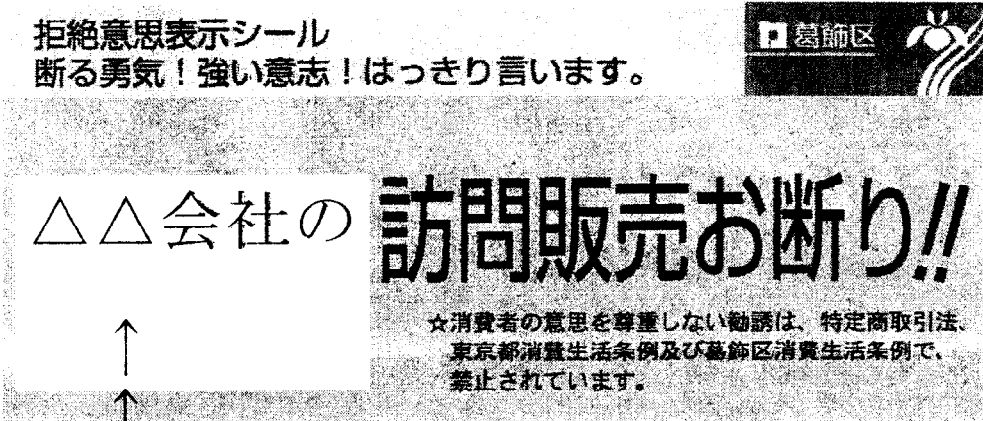 拒絶意思表示シール
断る勇気！強い意志！はっきり言います。
葛飾区
△△会社の
訪問販売お断り!!
☆消費者の意思を尊重しない勧誘は、特定商取引法、
東京都消費生活条例及び葛飾区消費生活条例で、
禁止されています。
↑
↑